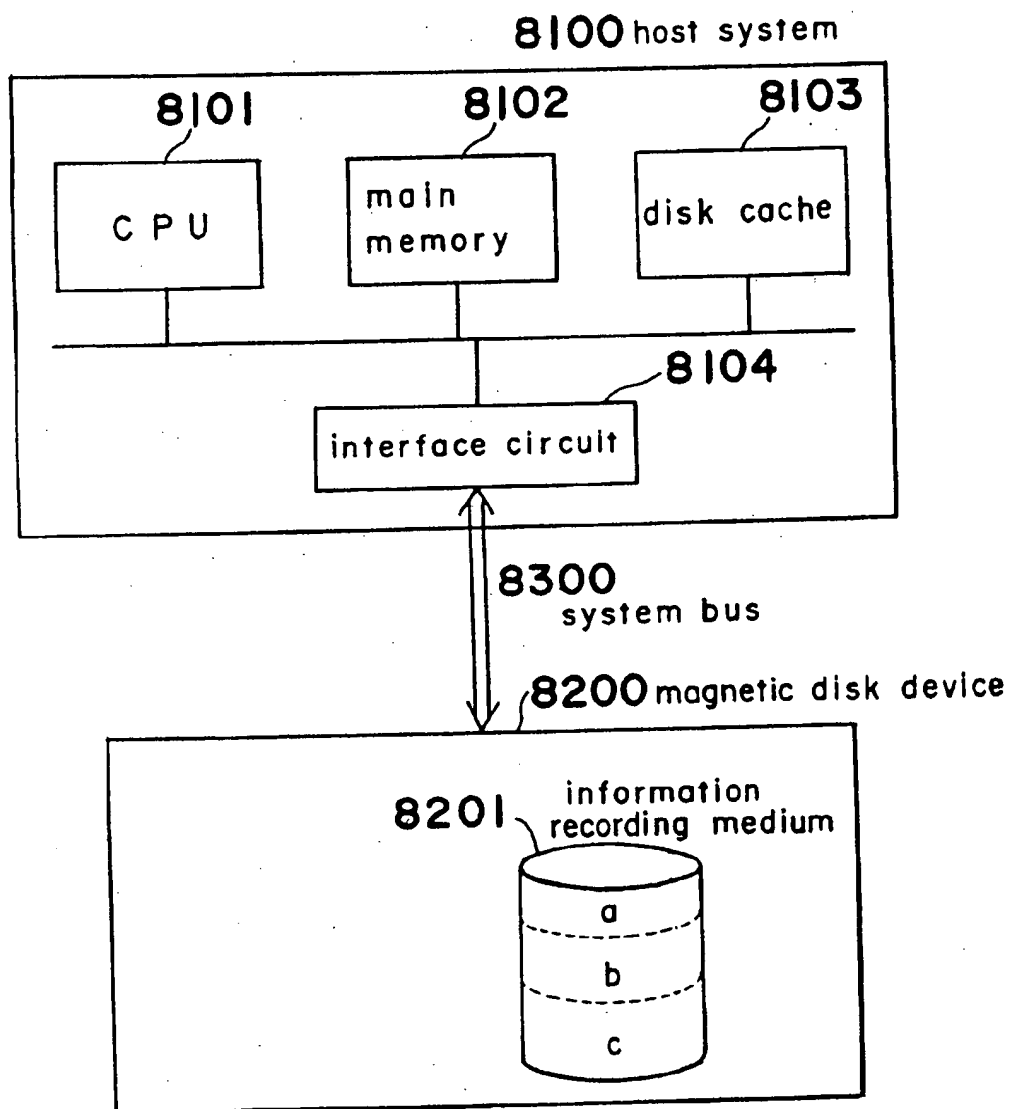 8100 host system
8101
8102
8103
CPU
main
memory
disk cache
8104
interface circuit
8300
system bus
8200 magnetic disk device
8201
information
recording medium
a
b
c